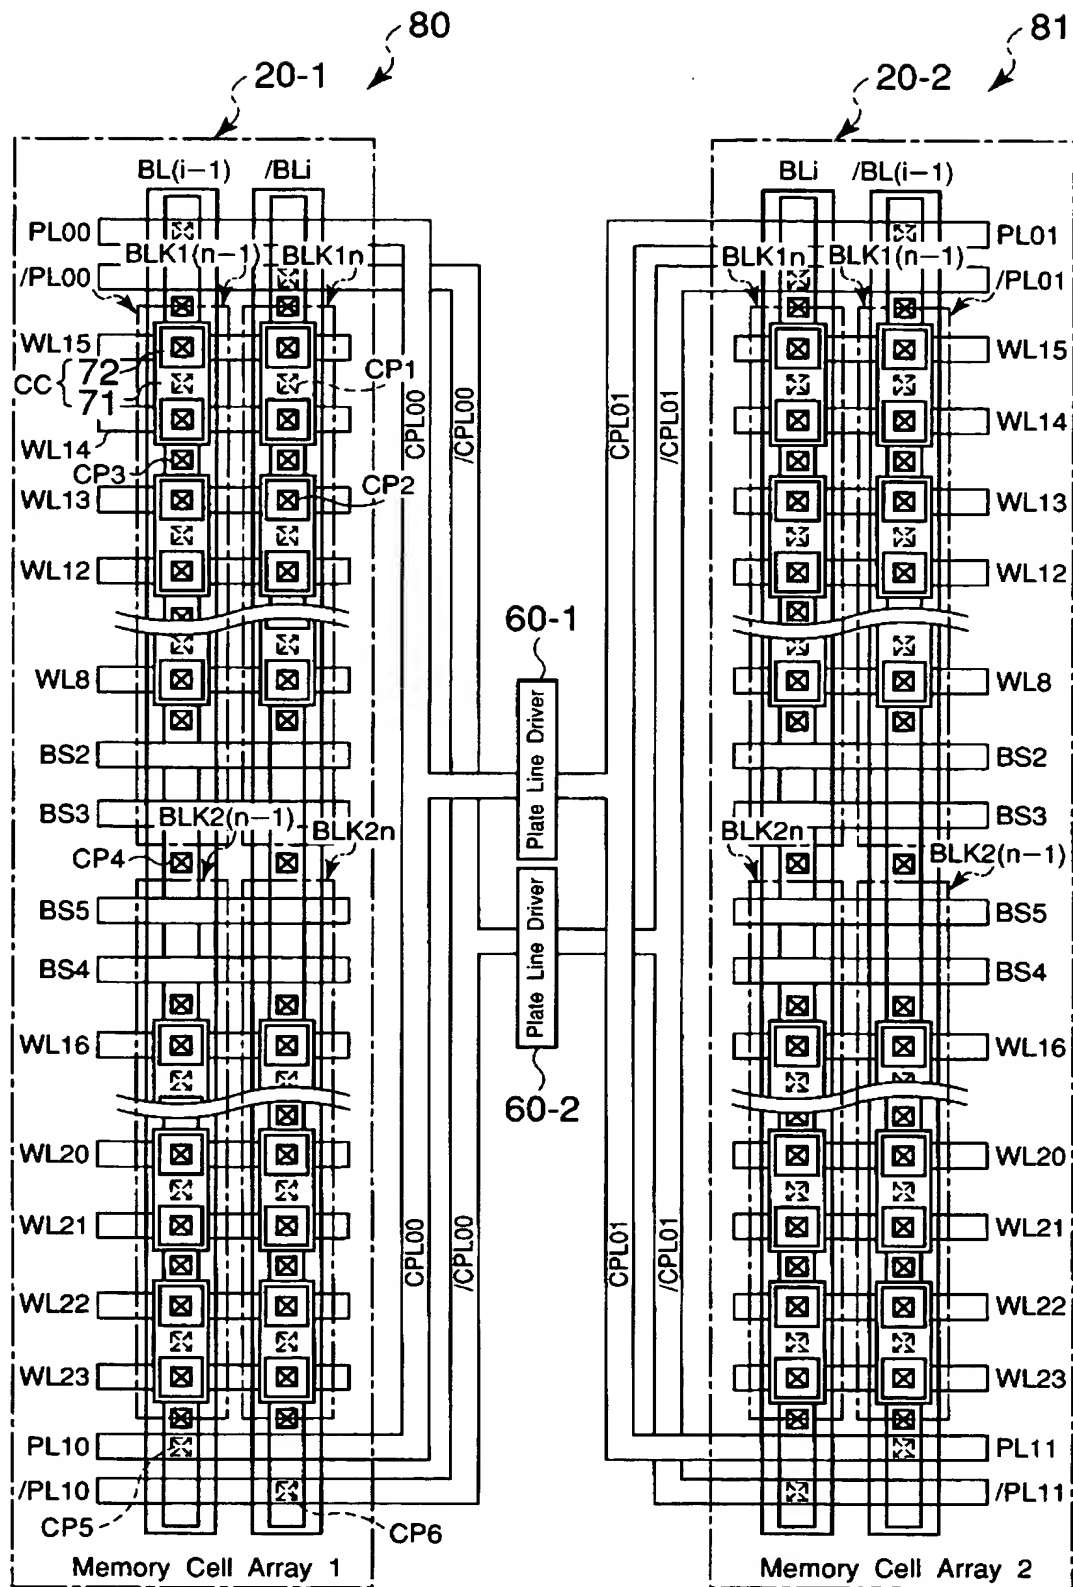 80
81
20-1
20-2
BL(i-1)
/BLi
BLi
/BL(i-1)
PL00
PL01
BLK1(n-1)
BLK1n
BLK1n
BLK1(n-1)
/PL00
/PL01
WL15
WL15
CC { 72
71
CP1
CPL00
/CPL00
CPL01
/CPL01
WL14
WL14
CP3
WL13
CP2
WL13
WL12
WL12
60-1
WL8
WL8
Plate Line Driver
BS2
BS2
BS3
BS3
BLK2(n-1)
BLK2n
BLK2n
BLK2(n-1)
CP4
BS5
BS5
Plate Line Driver
BS4
BS4
WL16
WL16
60-2
WL20
WL20
WL21
WL21
CPL00
/CPL00
CPL01
/CPL01
WL22
WL22
WL23
WL23
PL10
PL11
/PL10
/PL11
CP5
CP6
Memory Cell Array 1
Memory Cell Array 2